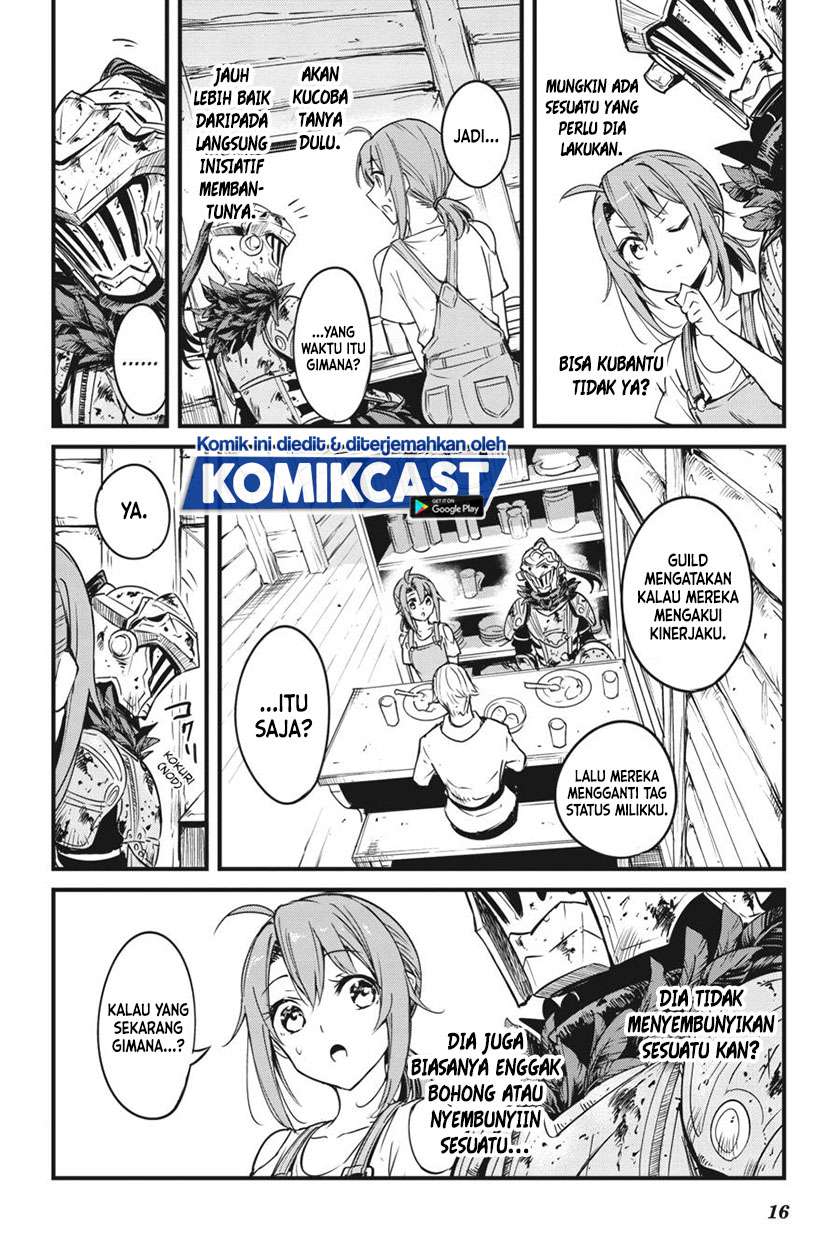 MUNGKIN ADA
SESUATU YANG
PERLU DIA
LAKUKAN.
BISA KUBANTU
TIDAK YA?
JADI...
AKAN
KUCOBA
TANYA
DULU.
JAUH
LEBIH BAIK
DARIPADA
LANGSUNG
INISIATIF
MEMBAN-
TUNYA.
...YANG
WAKTU ITU
GIMANA?
......
Komik ini diedit & diterjemahkan oleh
KOMIKCAST
GET IT ON
Google Play
GUILD
MENGATAKAN
KALAU MEREKA
MENGAKUI
KINERJAKU.
LALU MEREKA
MENGGANTI TAG
STATUS MILIKKU.
...ITU
SAJA?
YA.
コクリ
KOKURI
(NOD)
DIA TIDAK
MENYEMBUNYIKAN
SESUATU KAN?
DIA JUGA
BIASANYA ENGGAK
BOHONG ATAU
NYEMBUNYIIN
SESUATU...
KALAU YANG
SEKARANG
GIMANA...?
16